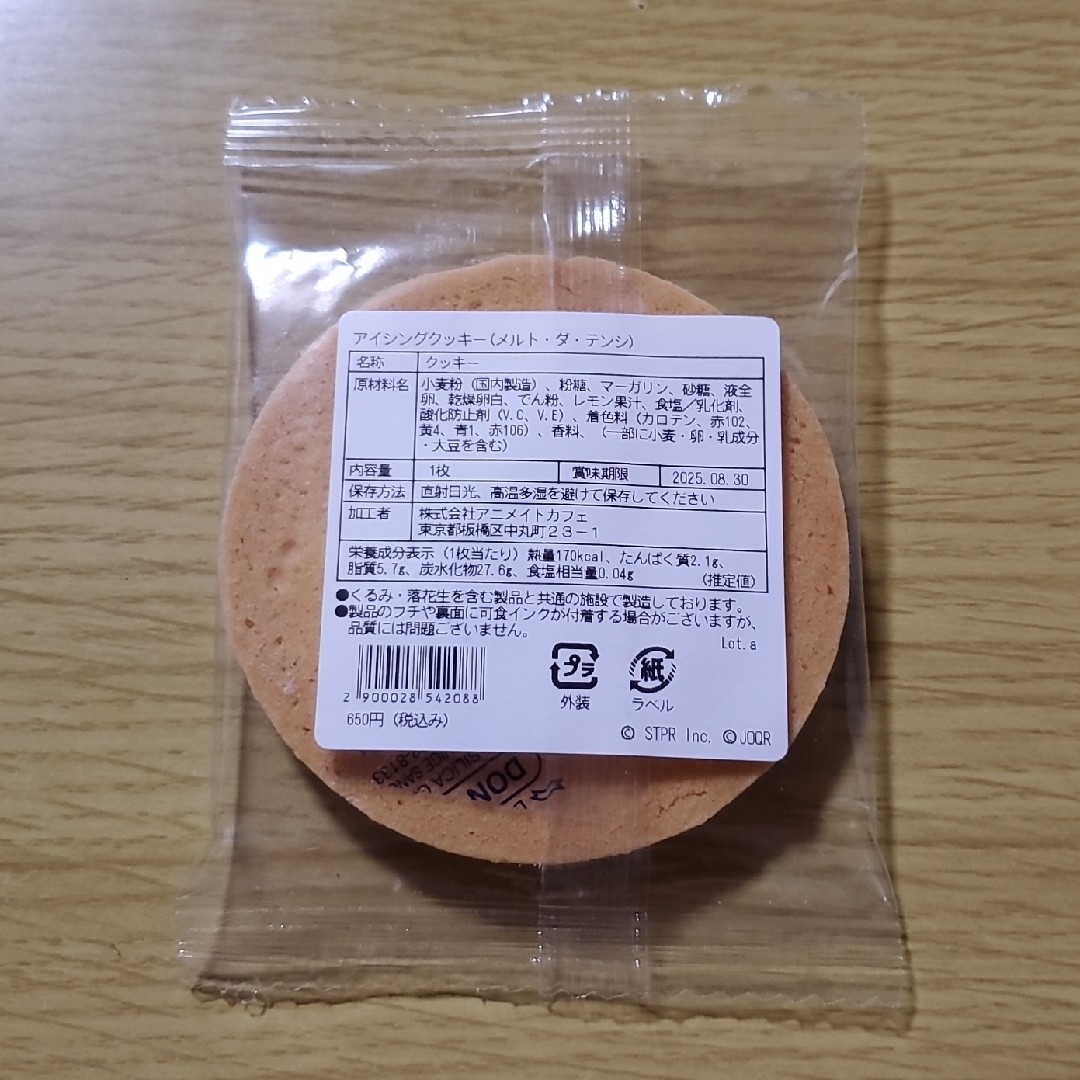 アイシングクッキー(メルト・ダ・テンシ)
名称 クッキー
原材料名 小麦粉（国内製造）、粉糖、マーガリン、砂糖、液全
卵、乾燥卵白、でん粉、レモン果汁、食塩／乳化剤、
酸化防止剤（V.C、V.E）、着色料（カロテン、赤102、
黄4、青1、赤106）、香料、（一部に小麦・卵・乳成分
・大豆を含む）
内容量 1枚 賞味期限 2025.08.30
保存方法 直射日光、高温多湿を避けて保存してください
加工者 株式会社アニメイトカフェ
東京都板橋区中丸町２３－１
栄養成分表示（1枚当たり）熱量170kcal、たんぱく質2.1g、
脂質5.7g、炭水化物27.6g、食塩相当量0.04g （推定値）
●くるみ・落花生を含む製品と共通の施設で製造しております。
●製品のフチや裏面に可食インクが付着する場合がございますが、
品質には問題ございません。
Lot.a
2 900028 542088
プラ 外装
紙 ラベル
650円（税込み）
© STPR Inc. © JOQR
SILICA
DON